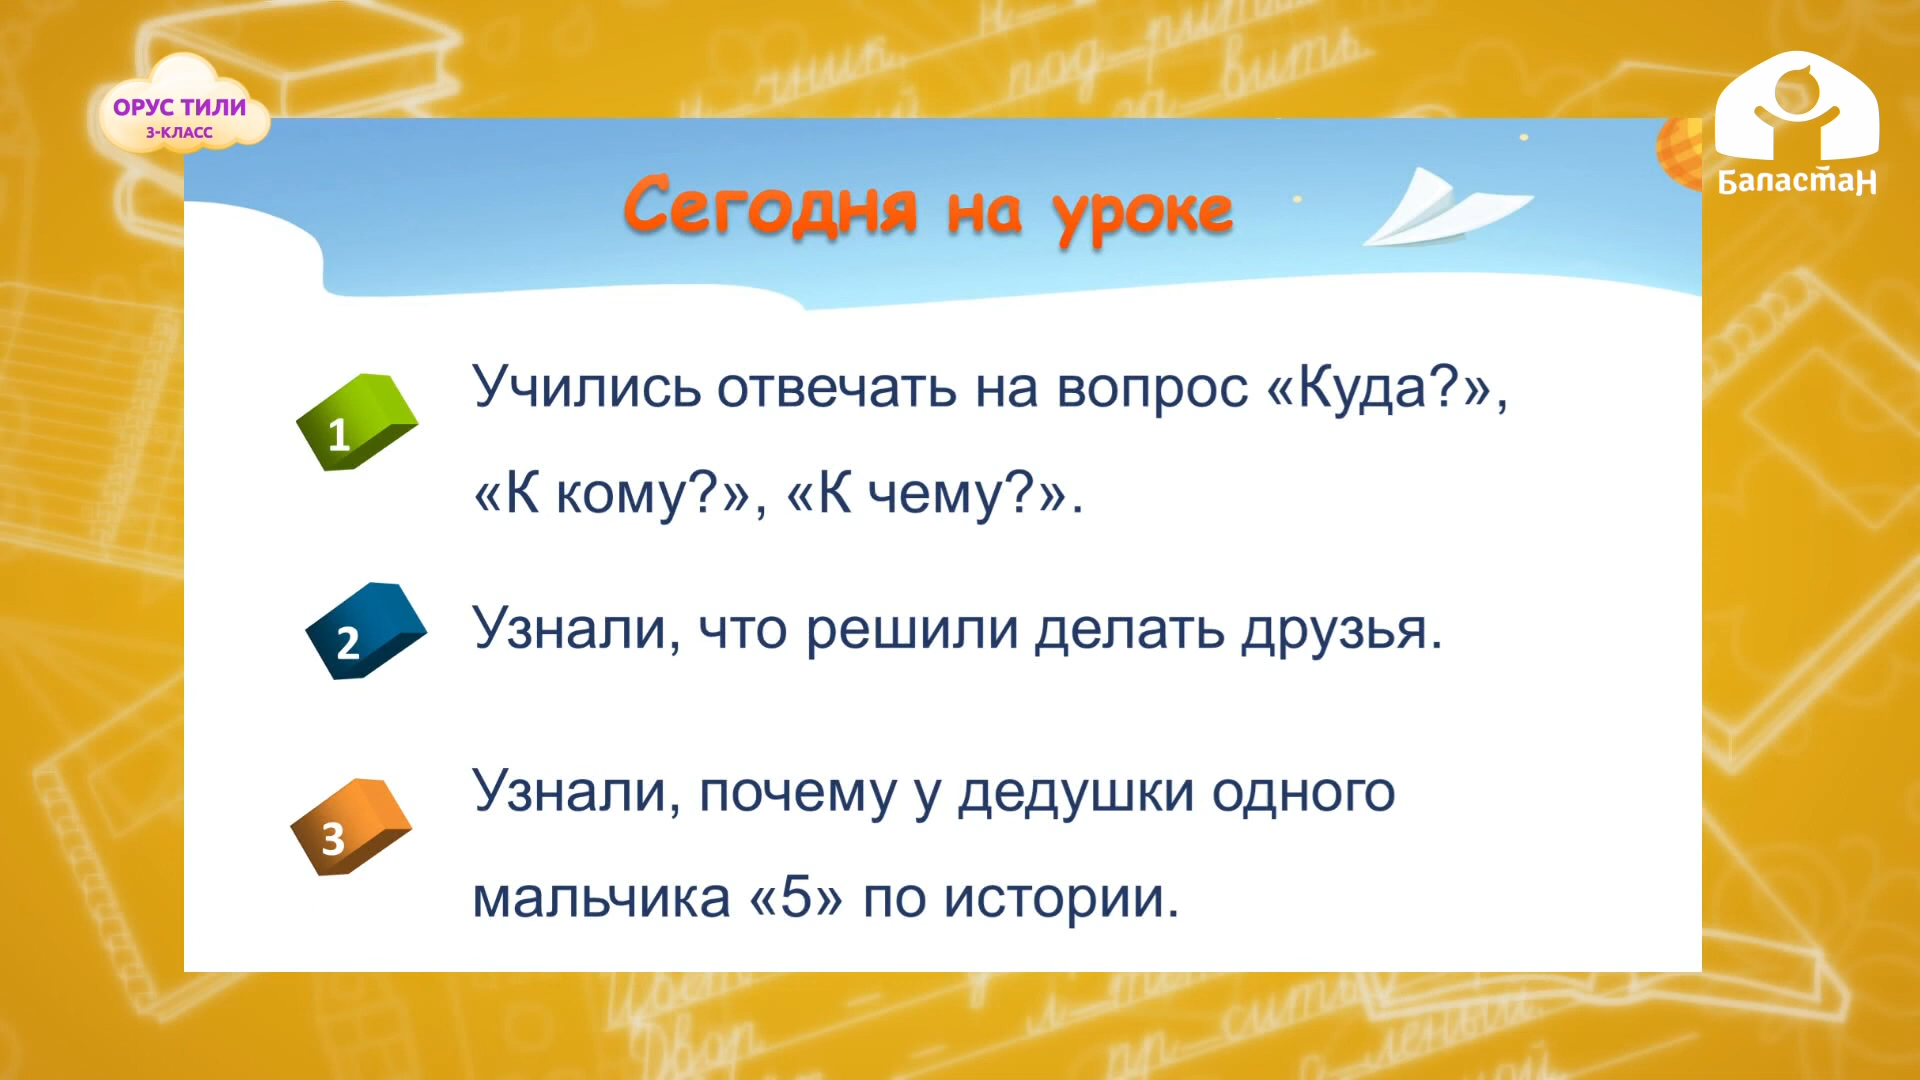 ОРУС ТИЛИ
3-КЛАСС
Баластан
Сегодня на уроке
1
Учились отвечать на вопрос «Куда?»,
«К кому?», «К чему?».
2
Узнали, что решили делать друзья.
3
Узнали, почему у дедушки одного
мальчика «5» по истории.